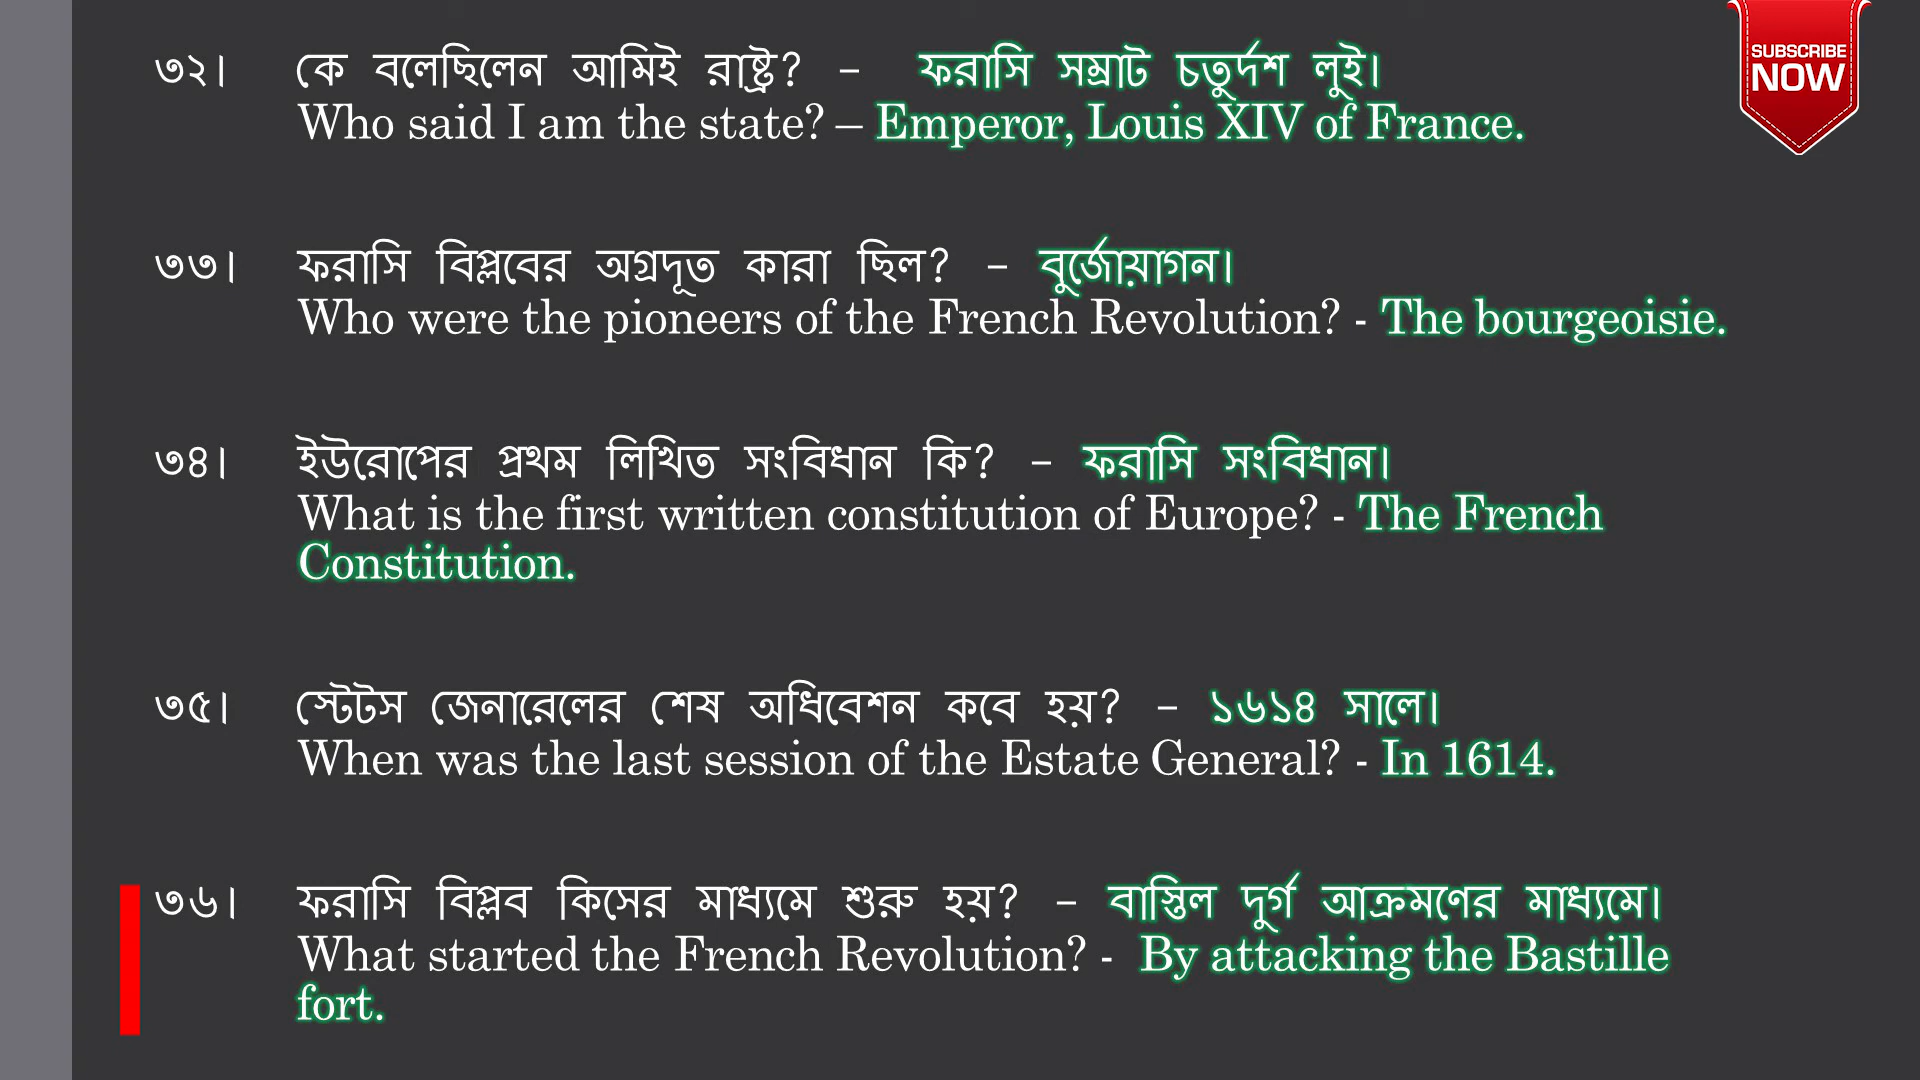 ৩২। কে বলেছিলেন আমিই রাষ্ট্র? – ফরাসি সম্রাট চতুর্দশ লুই।
Who said I am the state? – Emperor, Louis XIV of France.
SUBSCRIBE
NOW
৩৩। ফরাসি বিপ্লবের অগ্রদূত কারা ছিল? – বুর্জোয়াগন।
Who were the pioneers of the French Revolution? - The bourgeoisie.
৩৪। ইউরোপের প্রথম লিখিত সংবিধান কি? – ফরাসি সংবিধান।
What is the first written constitution of Europe? - The French
Constitution.
৩৫। স্টেটস জেনারেলের শেষ অধিবেশন কবে হয়? – ১৬১৪ সালে।
When was the last session of the Estate General? - In 1614.
৩৬। ফরাসি বিপ্লব কিসের মাধ্যমে শুরু হয়? – বাস্তিল দুর্গ আক্রমণের মাধ্যমে।
What started the French Revolution? - By attacking the Bastille
fort.